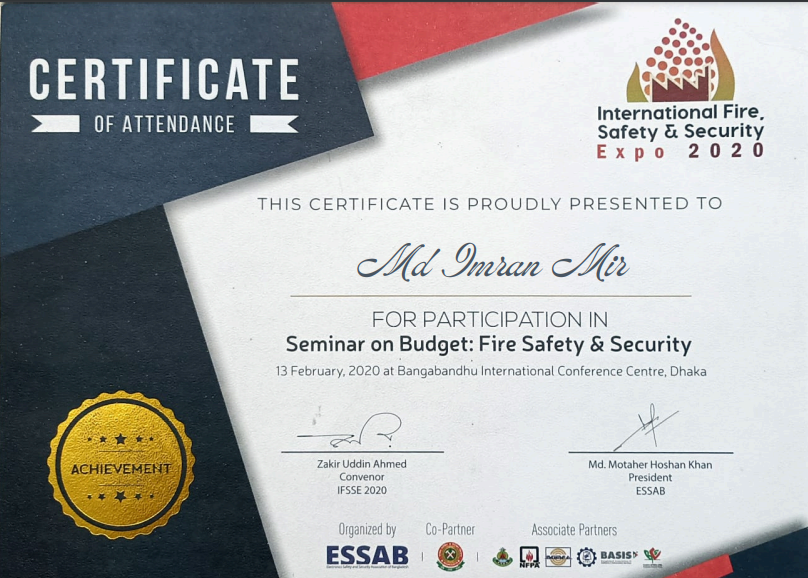 CERTIFICATE
OF ATTENDANCE
International Fire,
Safety & Security
Expo 2020
THIS CERTIFICATE IS PROUDLY PRESENTED TO
Md Imran Mir
FOR PARTICIPATION IN
Seminar on Budget: Fire Safety & Security
13 February, 2020 at Bangabandhu International Conference Centre, Dhaka
ACHIEVEMENT
Zakir Uddin Ahmed
Convenor
IFSSE 2020
Md. Motaher Hoshan Khan
President
ESSAB
Organized by
Co-Partner
Associate Partners
ESSAB
Electronics Safety and Security Association of Bangladesh
NFPA
BASIS